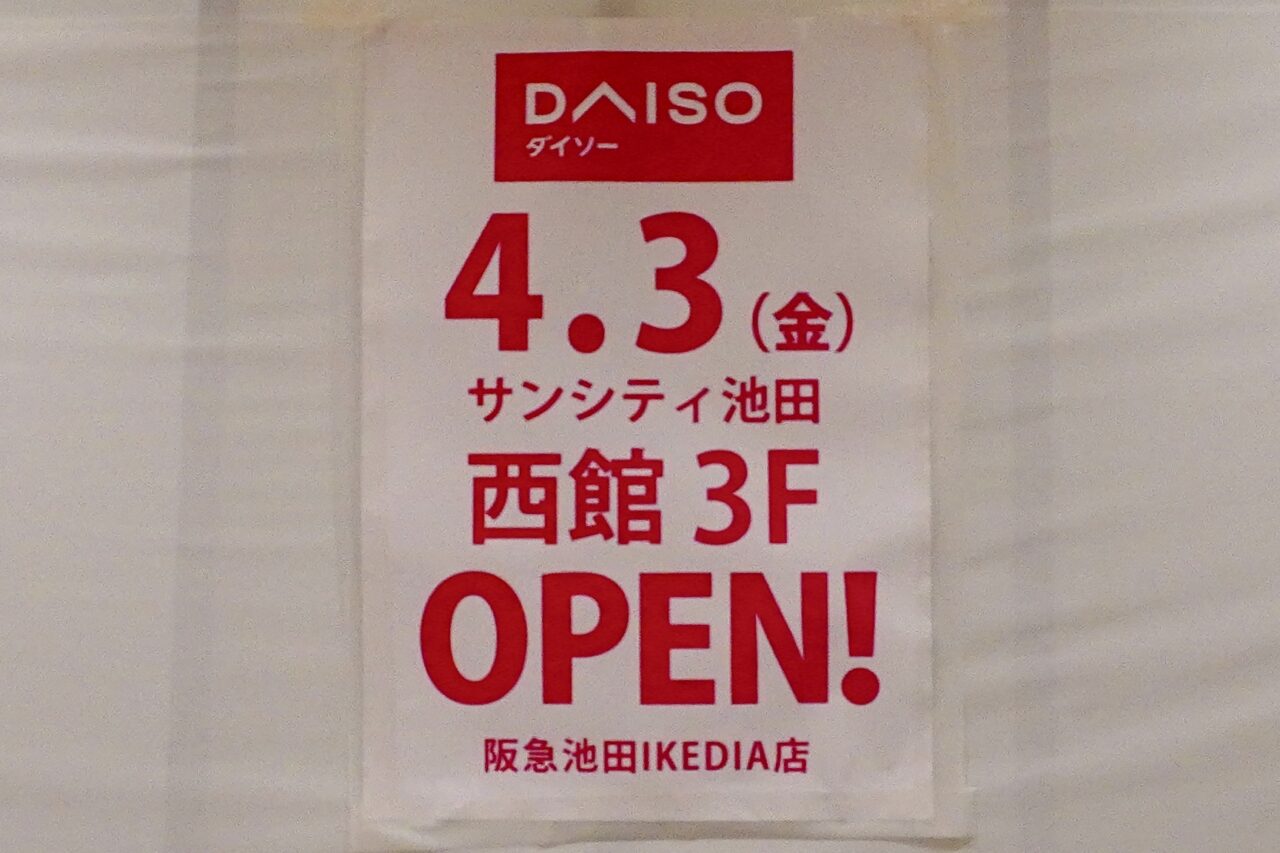 DAISO
ダイソー
4.3(金)
サンシティ池田
西館 3F
OPEN!
阪急池田IKEDIA店